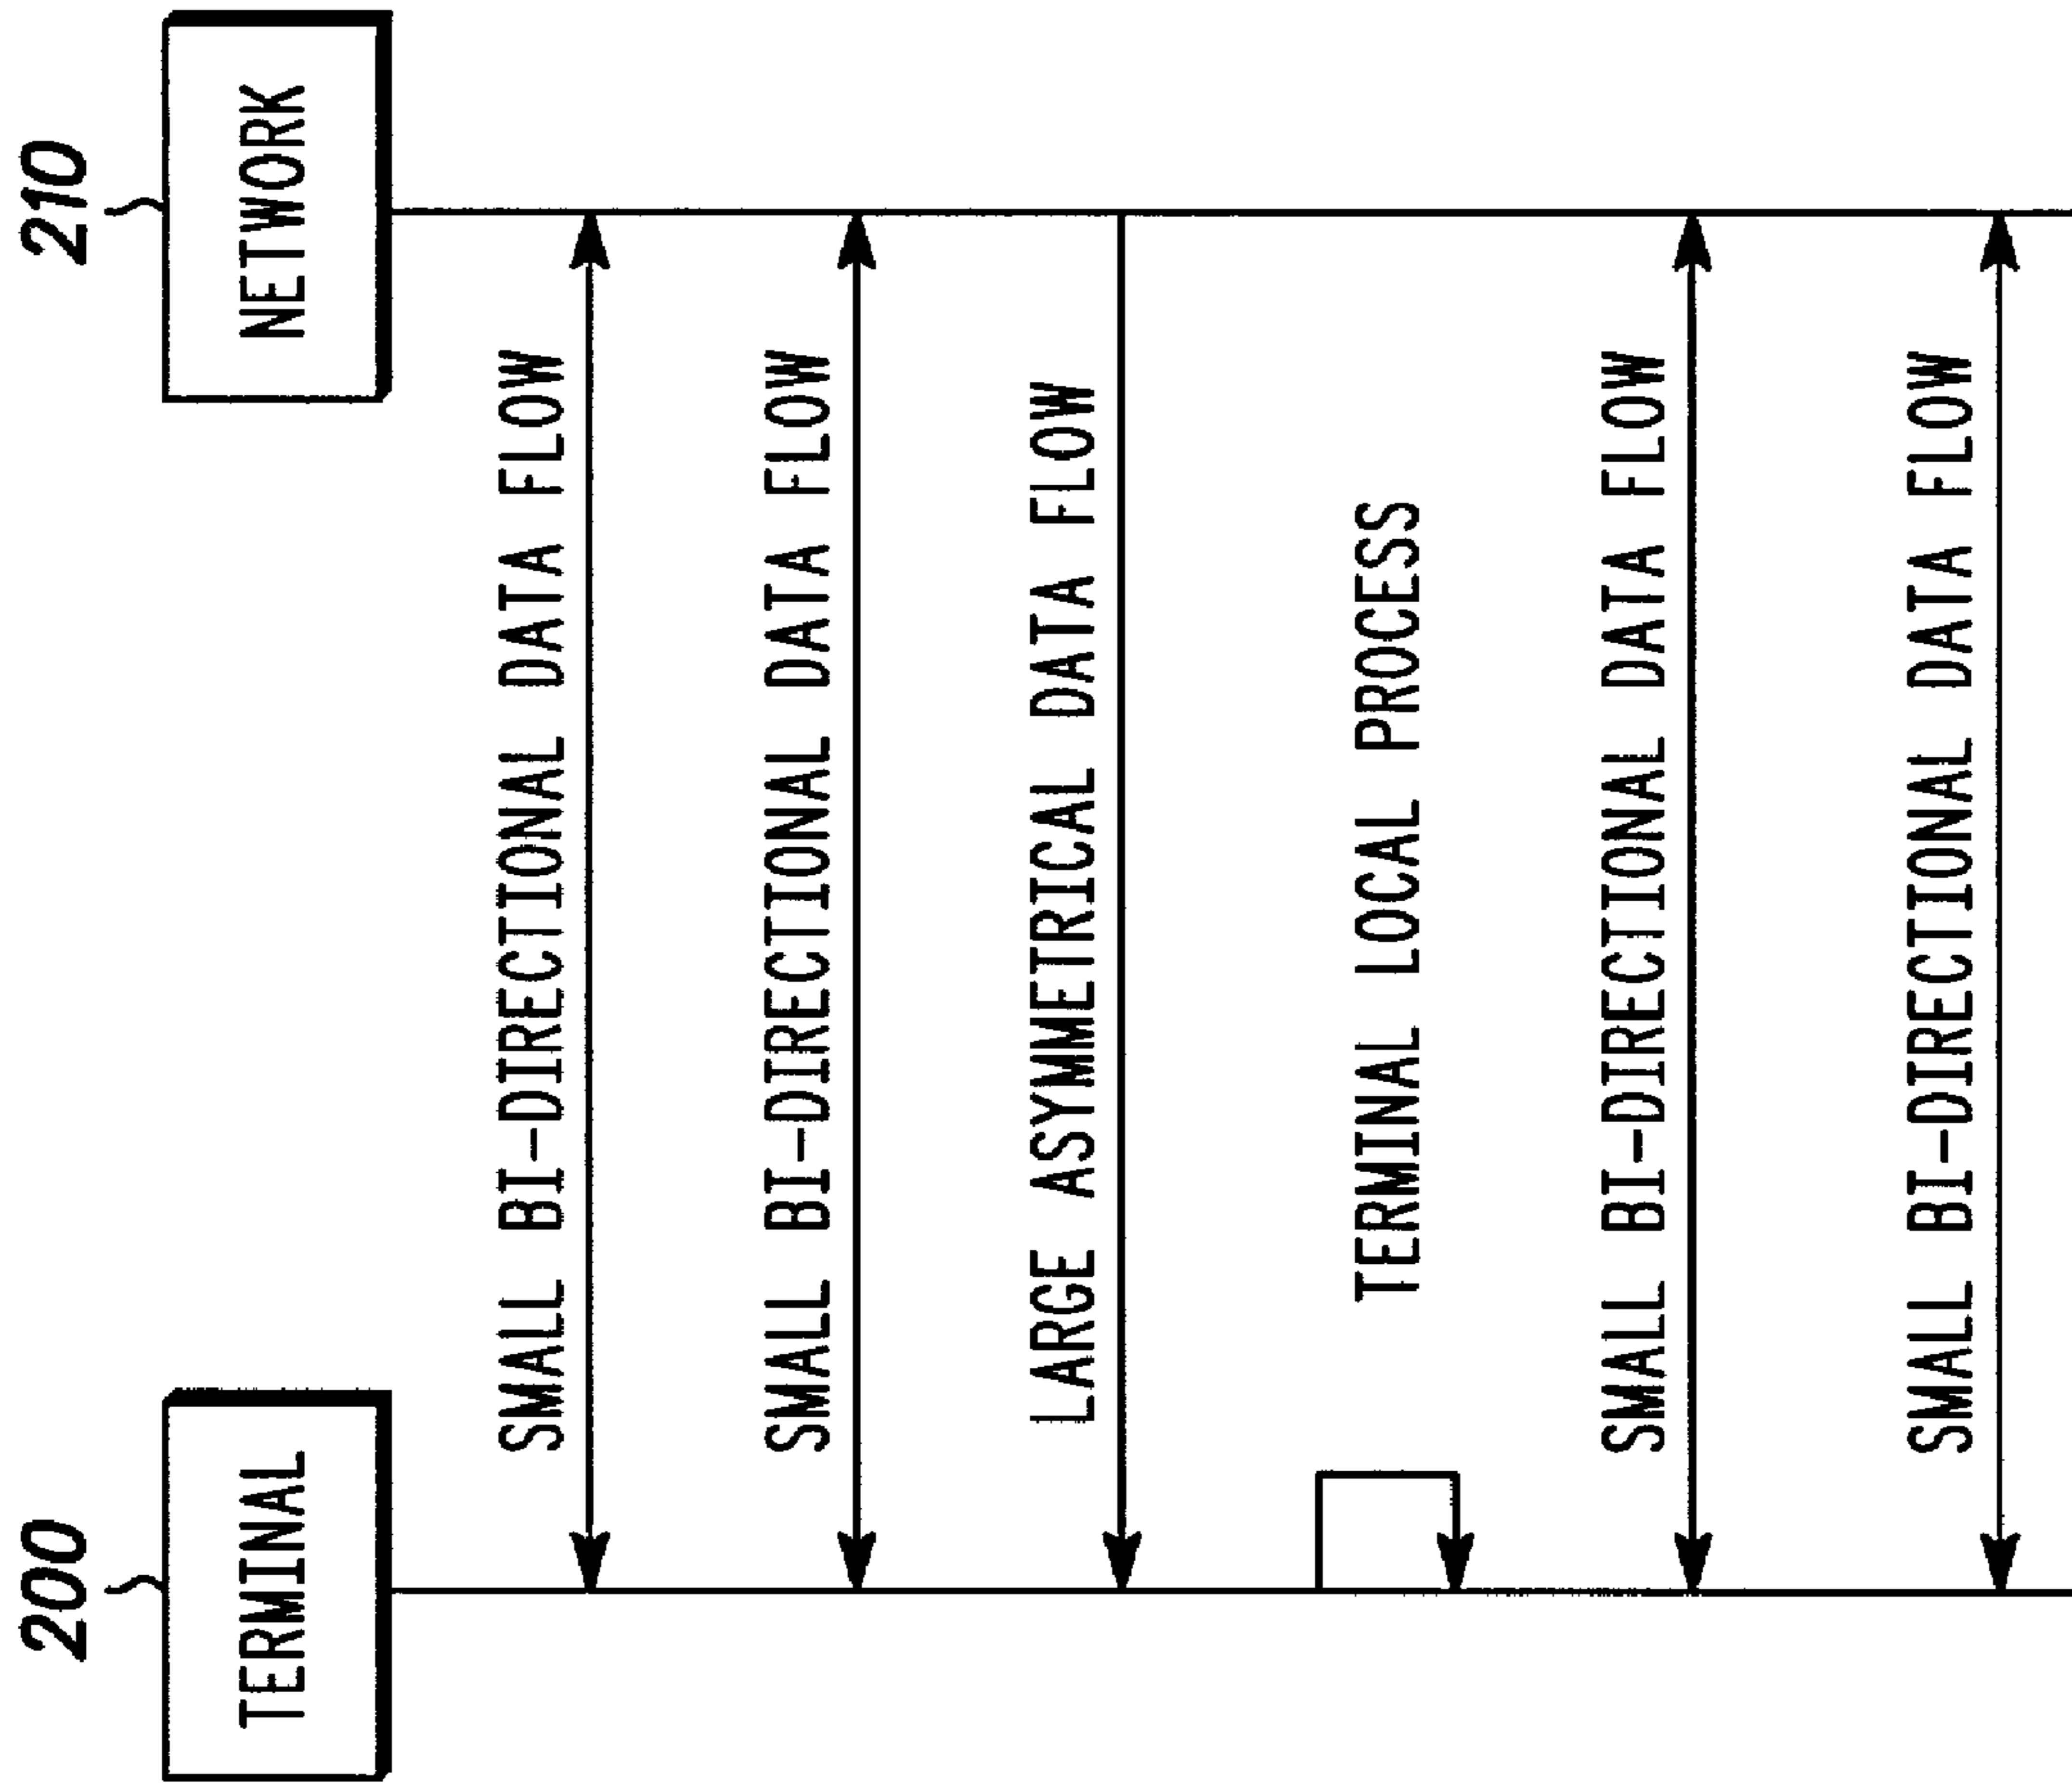 200
210
TERMINAL
NETWORK
SMALL BI-DIRECTIONAL DATA FLOW
SMALL BI-DIRECTIONAL DATA FLOW
LARGE ASYMMETRICAL DATA FLOW
TERMINAL LOCAL PROCESS
SMALL BI-DIRECTIONAL DATA FLOW
SMALL BI-DIRECTIONAL DATA FLOW